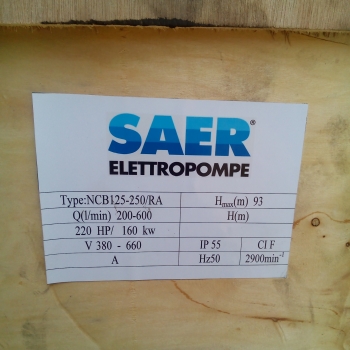 SAER®
ELETTROPOMPE
Type:NCB125-250/RA Hmax(m) 93
Q(l/min) 200-600 H(m)
220 HP/ 160 kw
V 380 - 660 IP 55 Cl F
A Hz50 2900min⁻¹